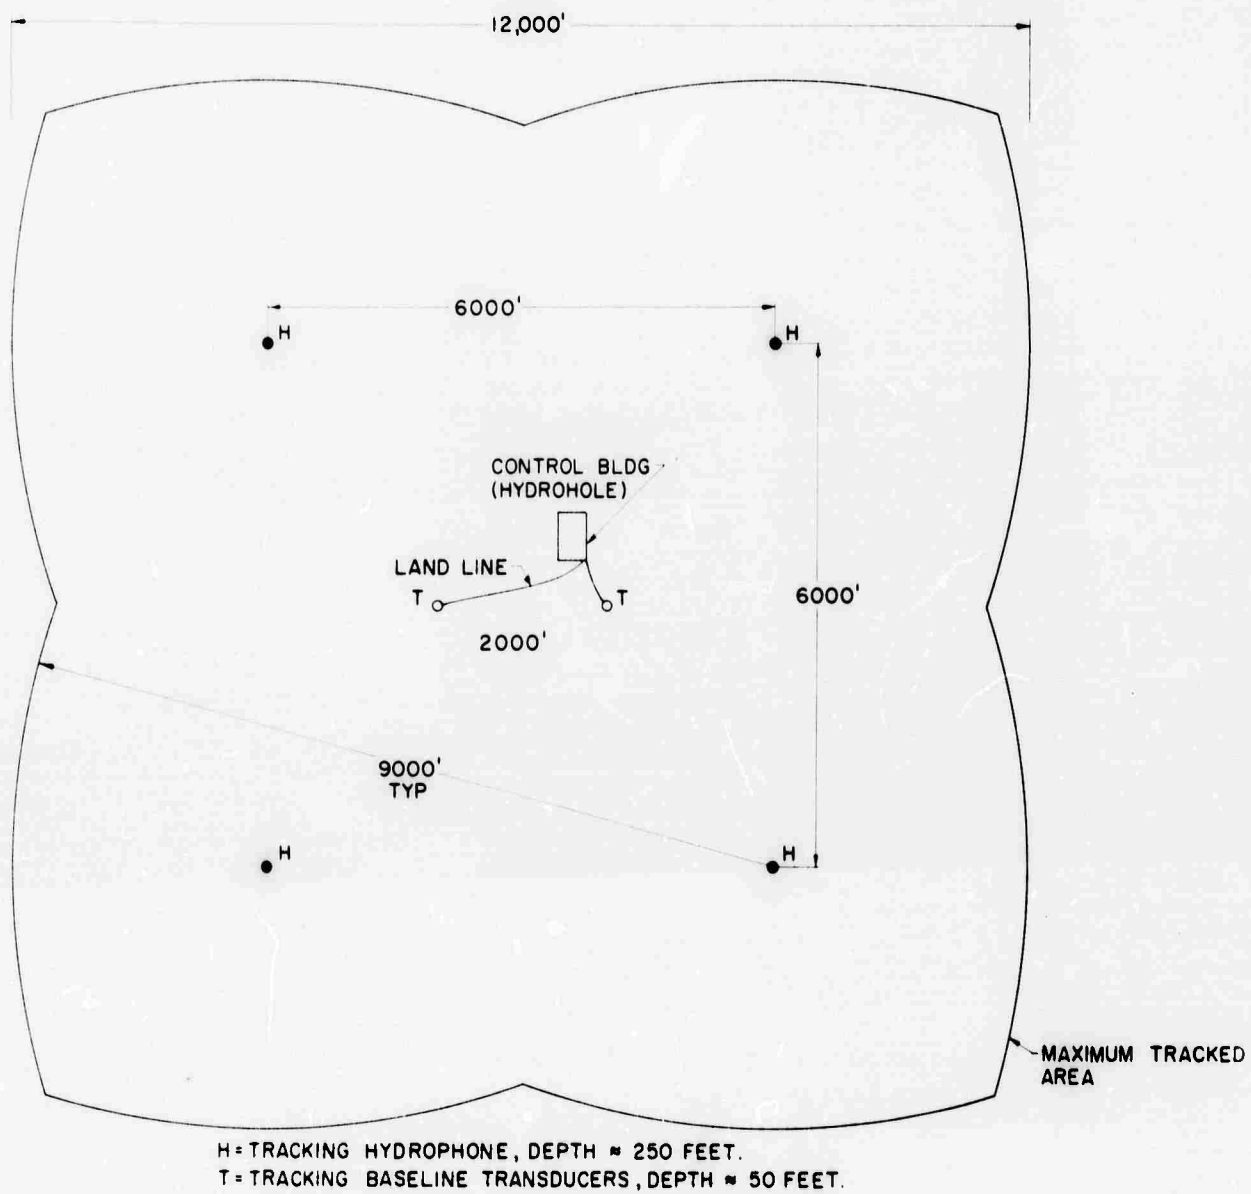 12,000'
6000'
H
H
CONTROL BLDG
(HYDROHOLE)
LAND LINE
T
T
6000'
2000'
9000'
TYP
H
H
MAXIMUM TRACKED
AREA
H = TRACKING HYDROPHONE, DEPTH ≈ 250 FEET.
T = TRACKING BASELINE TRANSDUCERS, DEPTH ≈ 50 FEET.